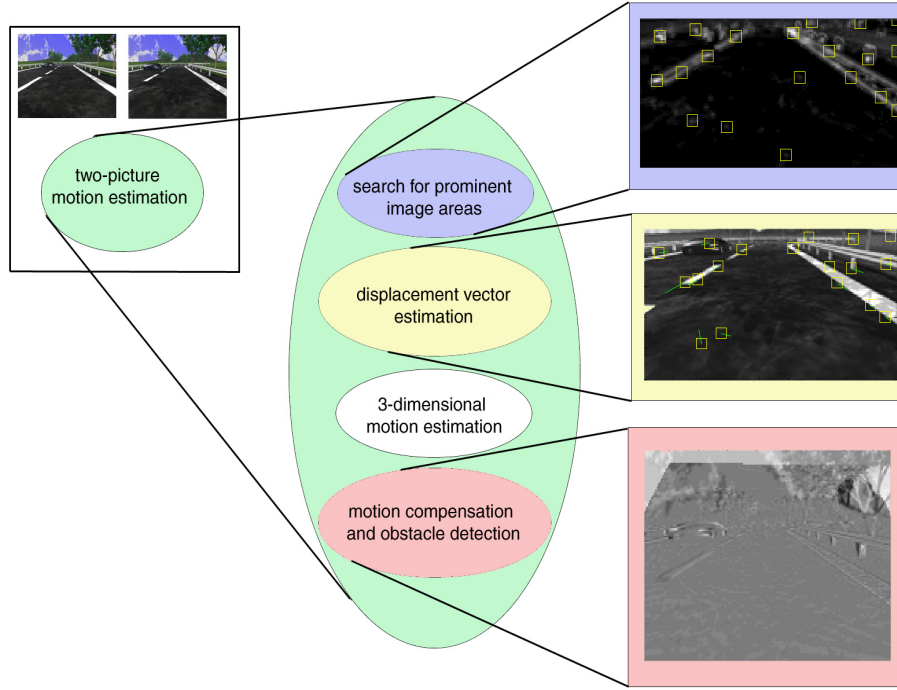 two-picture
motion estimation
search for prominent
image areas
displacement vector
estimation
3-dimensional
motion estimation
motion compensation
and obstacle detection